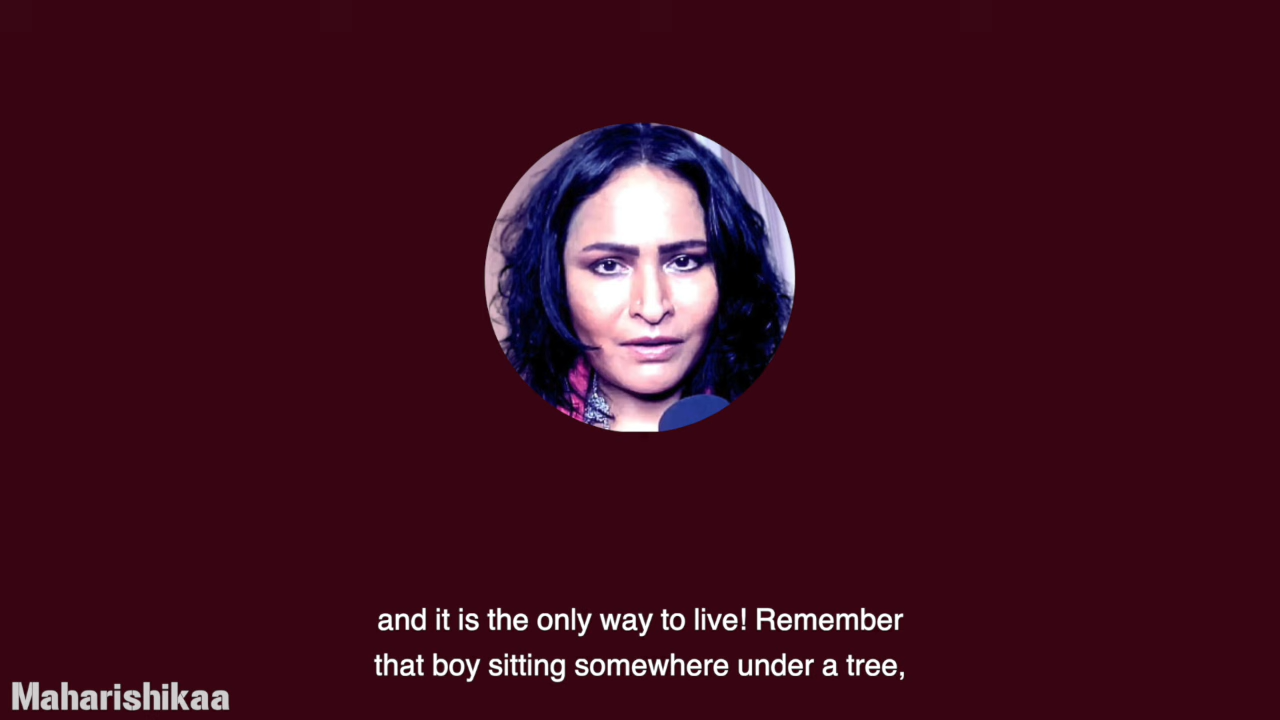 and it is the only way to live! Remember
that boy sitting somewhere under a tree,
Maharishikaa